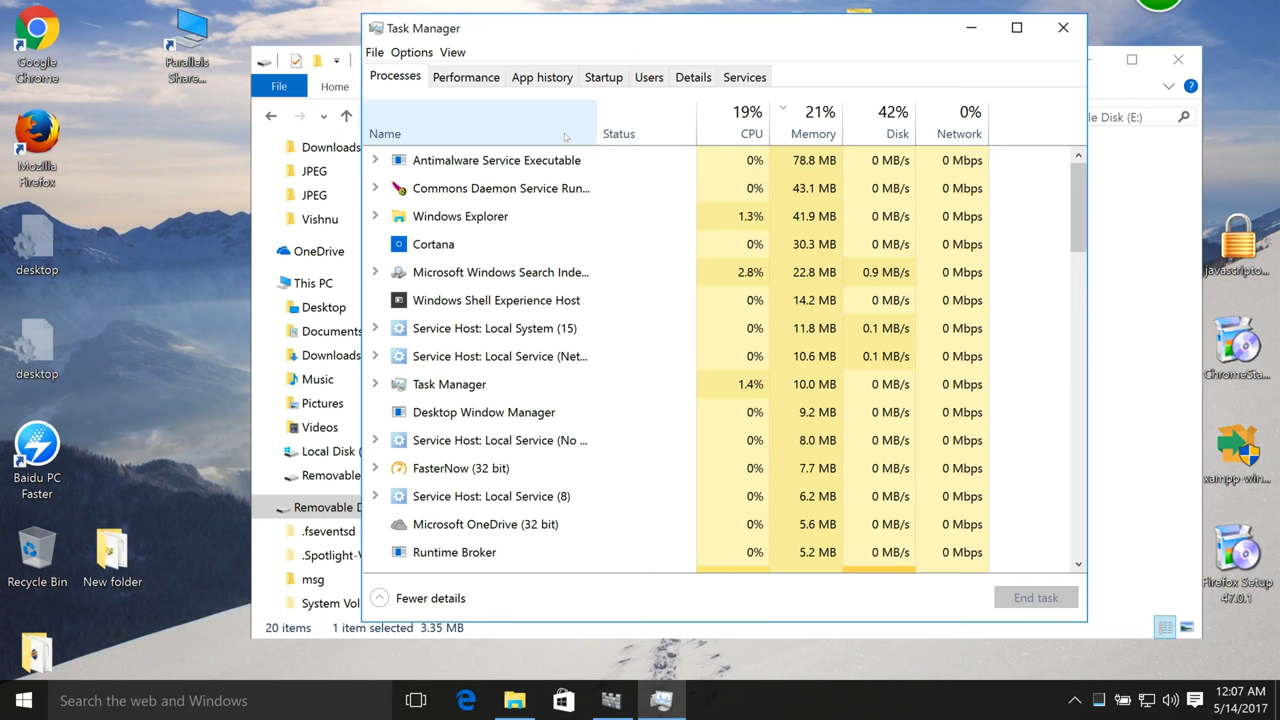 Google
Chrome
Parallels
Share...
Mozilla
Firefox
desktop
desktop
Baidu PC
Faster
Recycle Bin
New folder
File
Home
Downloads
JPEG
JPEG
Vishnu
OneDrive
This PC
Desktop
Documents
Downloads
Music
Pictures
Videos
Local Disk (
Removable
Removable D
.fseventsd
.Spotlight-V
msg
System Vol
20 items 1 item selected 3.35 MB
le Disk (E:)
Task Manager
File Options View
Processes Performance App history Startup Users Details Services
19% 21% 42% 0%
Name Status CPU Memory Disk Network
Antimalware Service Executable 0% 78.8 MB 0 MB/s 0 Mbps
Commons Daemon Service Run... 0% 43.1 MB 0 MB/s 0 Mbps
Windows Explorer 1.3% 41.9 MB 0 MB/s 0 Mbps
Cortana 0% 30.3 MB 0 MB/s 0 Mbps
Microsoft Windows Search Inde... 2.8% 22.8 MB 0.9 MB/s 0 Mbps
Windows Shell Experience Host 0% 14.2 MB 0 MB/s 0 Mbps
Service Host: Local System (15) 0% 11.8 MB 0.1 MB/s 0 Mbps
Service Host: Local Service (Net... 0% 10.6 MB 0.1 MB/s 0 Mbps
Task Manager 1.4% 10.0 MB 0 MB/s 0 Mbps
Desktop Window Manager 0% 9.2 MB 0 MB/s 0 Mbps
Service Host: Local Service (No ... 0% 8.0 MB 0 MB/s 0 Mbps
FasterNow (32 bit) 0% 7.7 MB 0 MB/s 0 Mbps
Service Host: Local Service (8) 0% 6.2 MB 0 MB/s 0 Mbps
Microsoft OneDrive (32 bit) 0% 5.6 MB 0 MB/s 0 Mbps
Runtime Broker 0% 5.2 MB 0 MB/s 0 Mbps
Fewer details End task
javascripto...
ChromeSta...
xampp-win...
Firefox Setup
47.0.1
Search the web and Windows
12:07 AM
5/14/2017